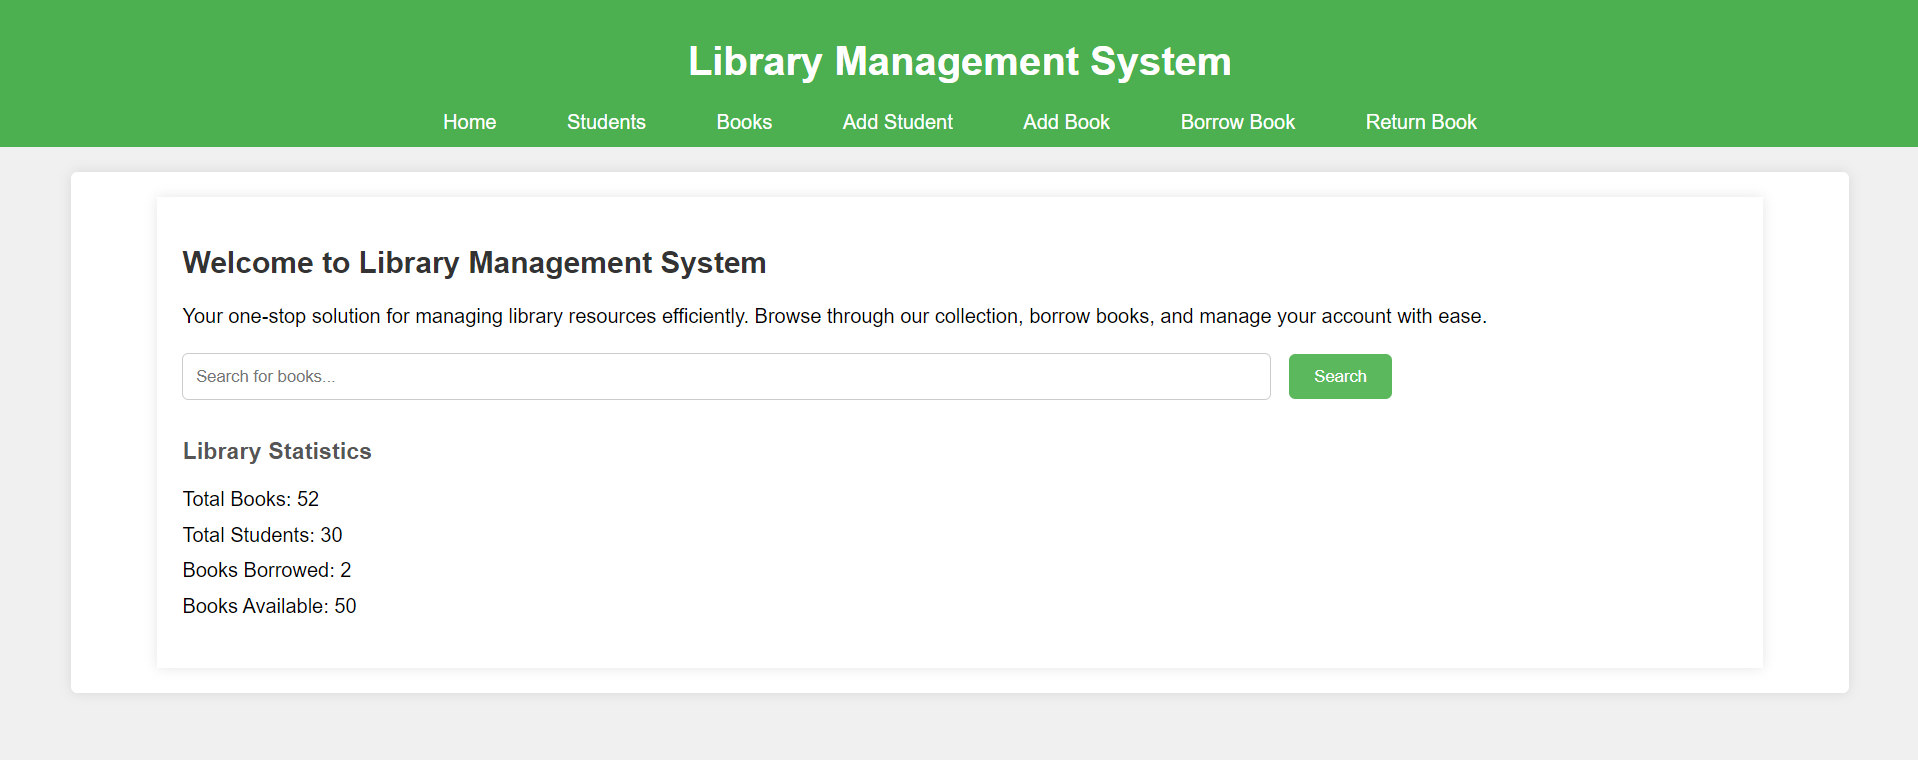 Library Management System
Home Students Books Add Student Add Book Borrow Book Return Book
Welcome to Library Management System
Your one-stop solution for managing library resources efficiently. Browse through our collection, borrow books, and manage your account with ease.
Search for books... Search
Library Statistics
Total Books: 52
Total Students: 30
Books Borrowed: 2
Books Available: 50